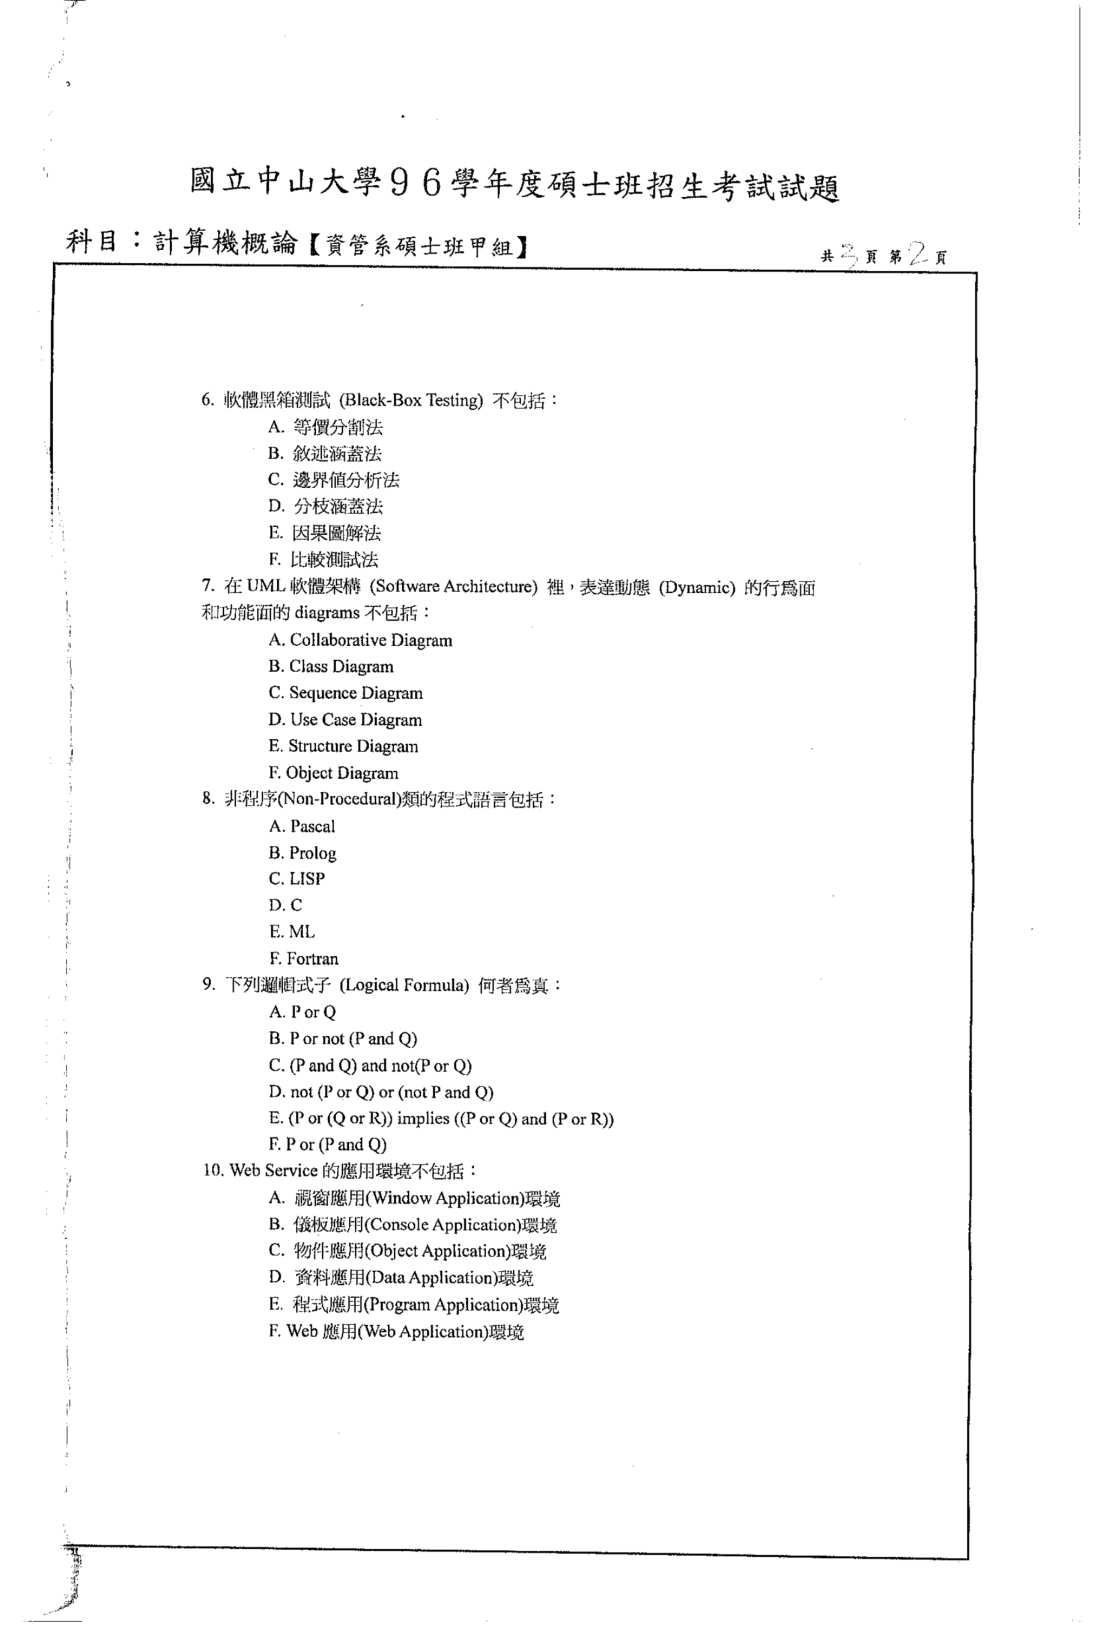 國立中山大學96學年度碩士班招生考試試題
科目：計算機概論【資管系碩士班甲組】
共3頁 第2頁
6. 軟體黑箱測試 (Black-Box Testing) 不包括：
A. 等價分割法
B. 敘述涵蓋法
C. 邊界值分析法
D. 分枝涵蓋法
E. 因果圖解法
F. 比較測試法
7. 在 UML 軟體架構 (Software Architecture) 裡，表達動態 (Dynamic) 的行為面
和功能面的 diagrams 不包括：
A. Collaborative Diagram
B. Class Diagram
C. Sequence Diagram
D. Use Case Diagram
E. Structure Diagram
F. Object Diagram
8. 非程序(Non-Procedural)類的程式語言包括：
A. Pascal
B. Prolog
C. LISP
D. C
E. ML
F. Fortran
9. 下列邏輯式子 (Logical Formula) 何者為真：
A. P or Q
B. P or not (P and Q)
C. (P and Q) and not(P or Q)
D. not (P or Q) or (not P and Q)
E. (P or (Q or R)) implies ((P or Q) and (P or R))
F. P or (P and Q)
10. Web Service 的應用環境不包括：
A. 視窗應用(Window Application)環境
B. 儀板應用(Console Application)環境
C. 物件應用(Object Application)環境
D. 資料應用(Data Application)環境
E. 程式應用(Program Application)環境
F. Web 應用(Web Application)環境